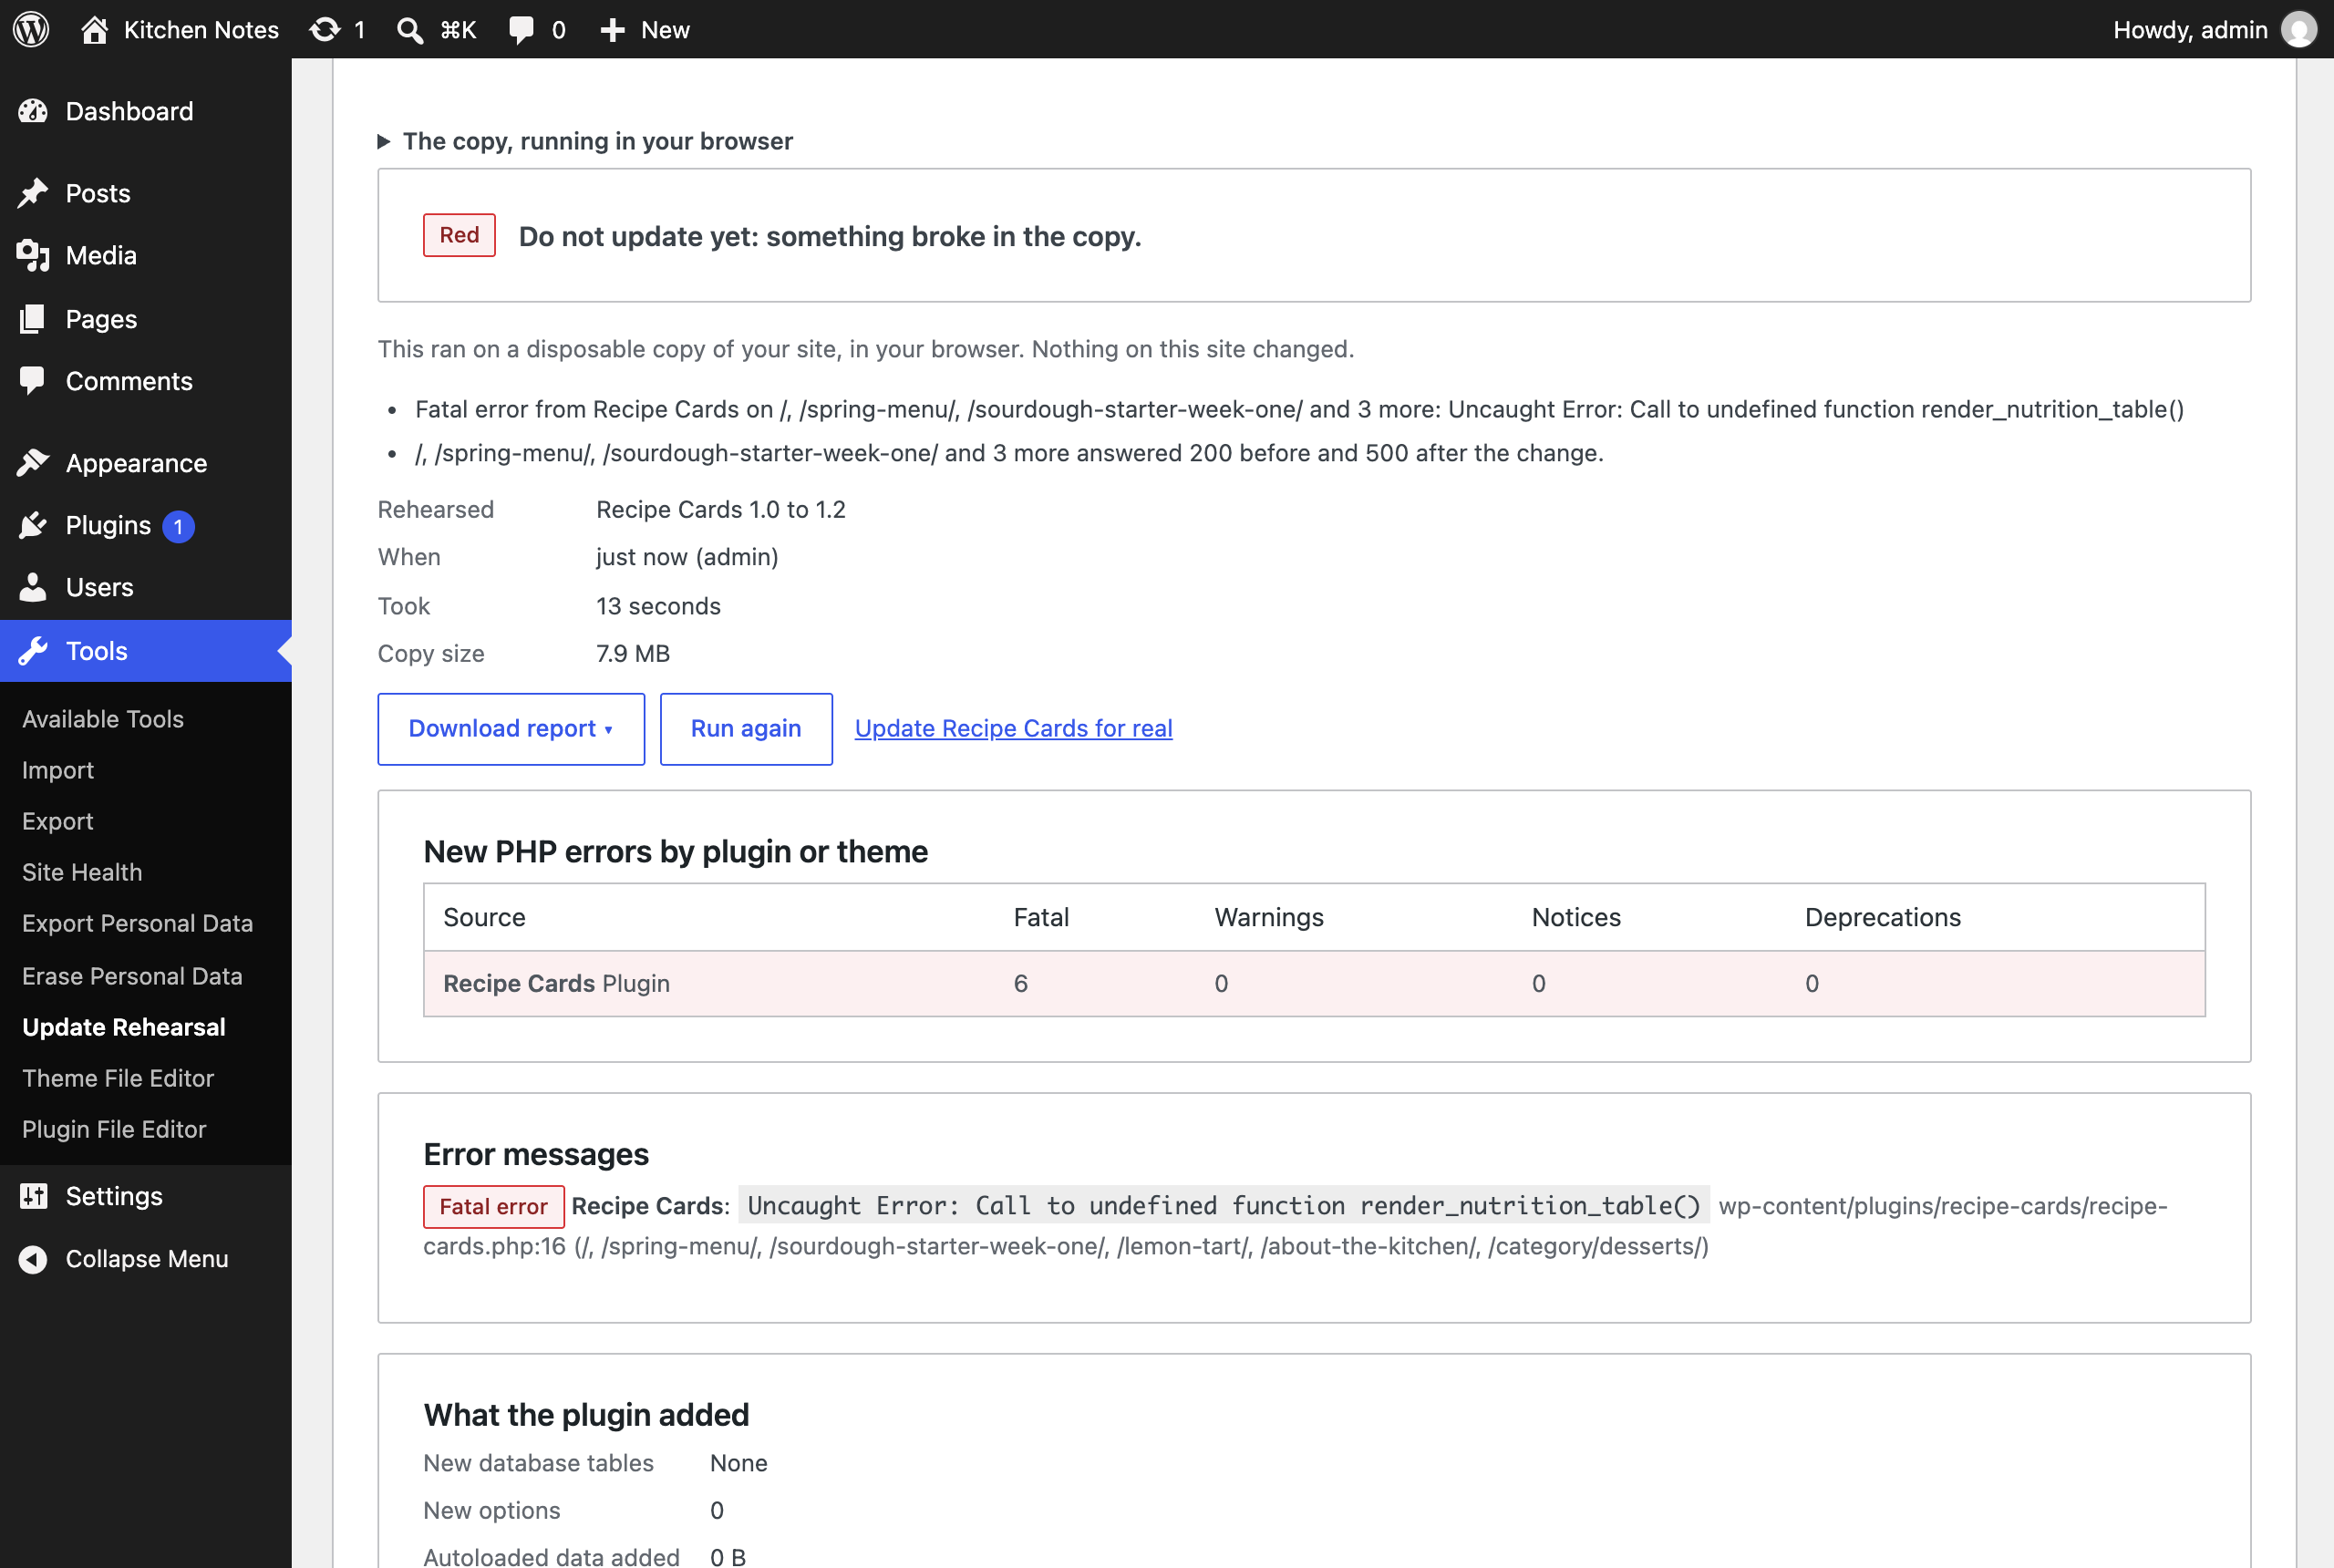 Kitchen Notes 1 ⌘K 0 New Howdy, admin
Dashboard
Posts
Media
Pages
Comments
Appearance
Plugins 1
Users
Tools
Available Tools
Import
Export
Site Health
Export Personal Data
Erase Personal Data
Update Rehearsal
Theme File Editor
Plugin File Editor
Settings
Collapse Menu
The copy, running in your browser
Red Do not update yet: something broke in the copy.
This ran on a disposable copy of your site, in your browser. Nothing on this site changed.
• Fatal error from Recipe Cards on /, /spring-menu/, /sourdough-starter-week-one/ and 3 more: Uncaught Error: Call to undefined function render_nutrition_table()
• /, /spring-menu/, /sourdough-starter-week-one/ and 3 more answered 200 before and 500 after the change.
Rehearsed Recipe Cards 1.0 to 1.2
When just now (admin)
Took 13 seconds
Copy size 7.9 MB
Download report ▾ Run again Update Recipe Cards for real
New PHP errors by plugin or theme
Source Fatal Warnings Notices Deprecations
Recipe Cards Plugin 6 0 0 0
Error messages
Fatal error Recipe Cards: Uncaught Error: Call to undefined function render_nutrition_table() wp-content/plugins/recipe-cards/recipe-
cards.php:16 (/, /spring-menu/, /sourdough-starter-week-one/, /lemon-tart/, /about-the-kitchen/, /category/desserts/)
What the plugin added
New database tables None
New options 0
Autoloaded data added 0 B